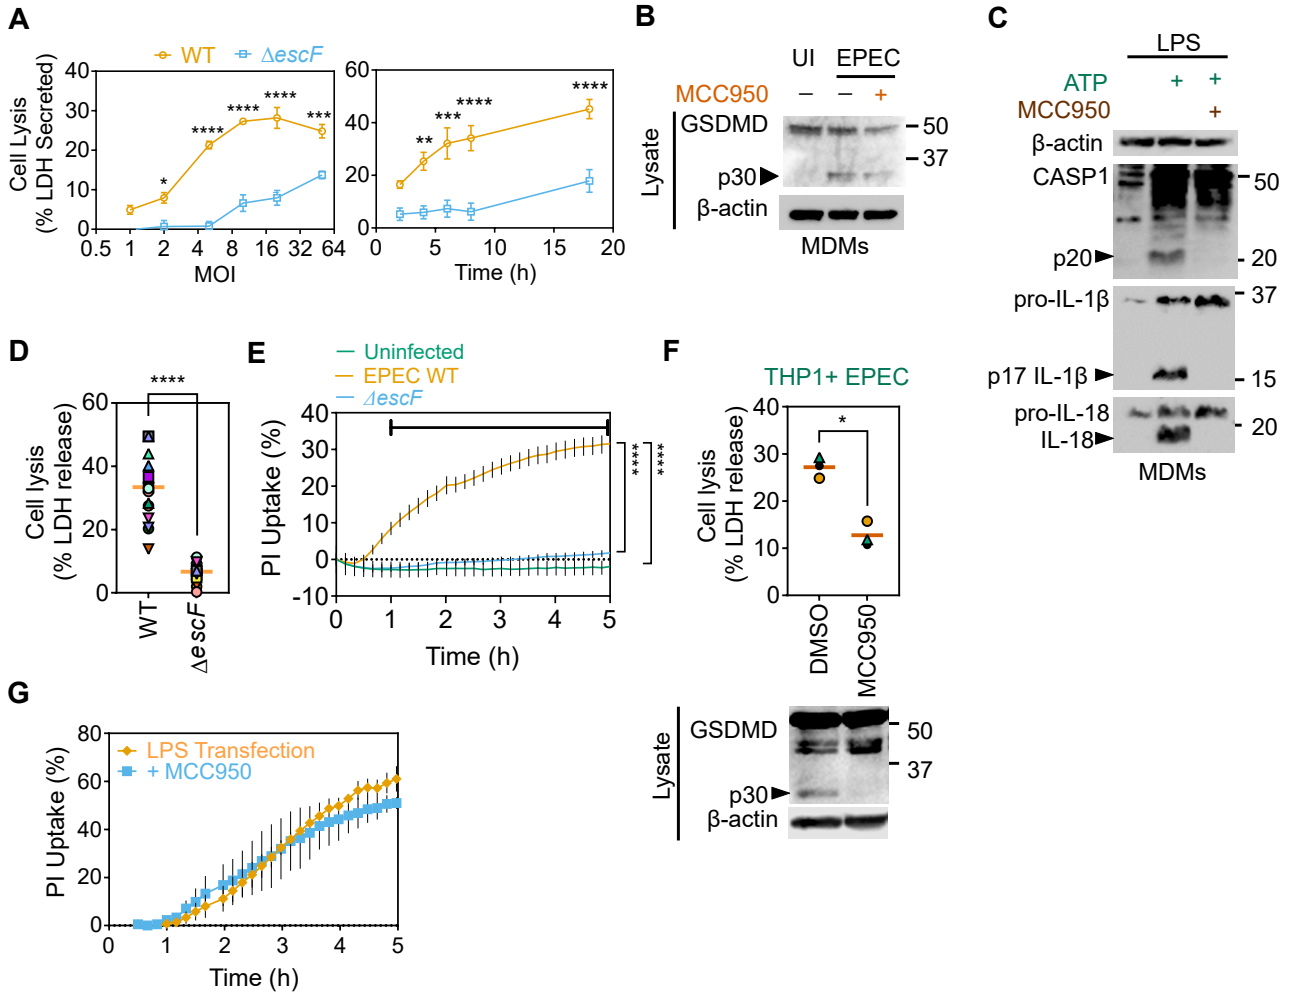 A
WT
ΔescF
Cell Lysis
(% LDH Secreted)
40
30
20
10
0
*
****
****
****
***
0.5 1 2 4 8 16 32 64
MOI
60
40
20
0
**
***
****
****
0 5 10 15 20
Time (h)
B
UI EPEC
MCC950 − − +
Lysate
GSDMD
50
37
p30
β-actin
MDMs
C
LPS
ATP + +
MCC950 +
β-actin
CASP1
50
p20
20
pro-IL-1β
37
p17 IL-1β
15
pro-IL-18
20
IL-18
MDMs
D
****
Cell lysis
(% LDH release)
60
40
20
0
WT
ΔescF
E
Uninfected
EPEC WT
ΔescF
PI Uptake (%)
40
30
20
10
0
-10
****
****
0 1 2 3 4 5
Time (h)
F
THP1+ EPEC
Cell lysis
(% LDH release)
40
30
20
10
0
*
DMSO
MCC950
Lysate
GSDMD
50
37
p30
β-actin
G
LPS Transfection
+ MCC950
PI Uptake (%)
80
60
40
20
0
0 1 2 3 4 5
Time (h)